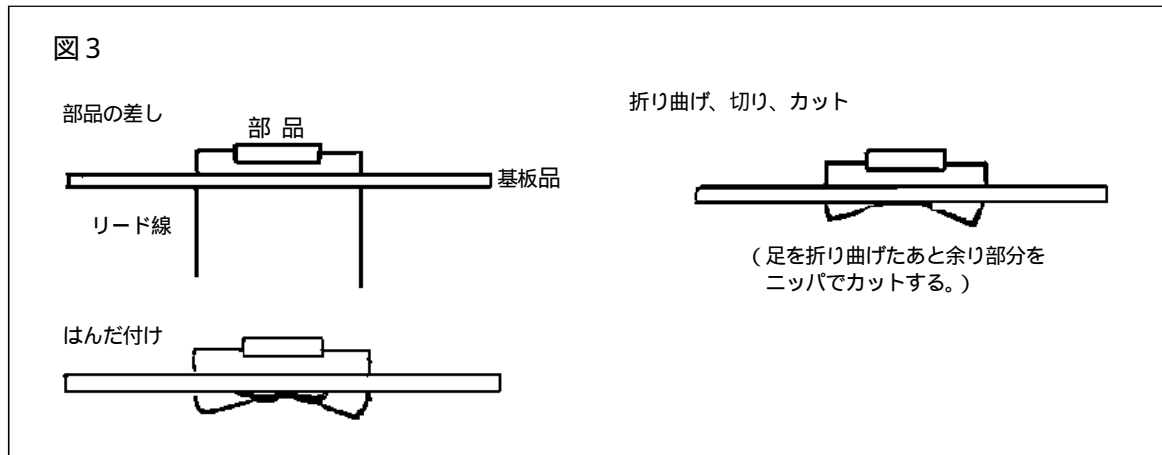 図3
部品の差し
部 品
基板品
リード線
折り曲げ、切り、カット
(足を折り曲げたあと余り部分を
ニッパでカットする。)
はんだ付け